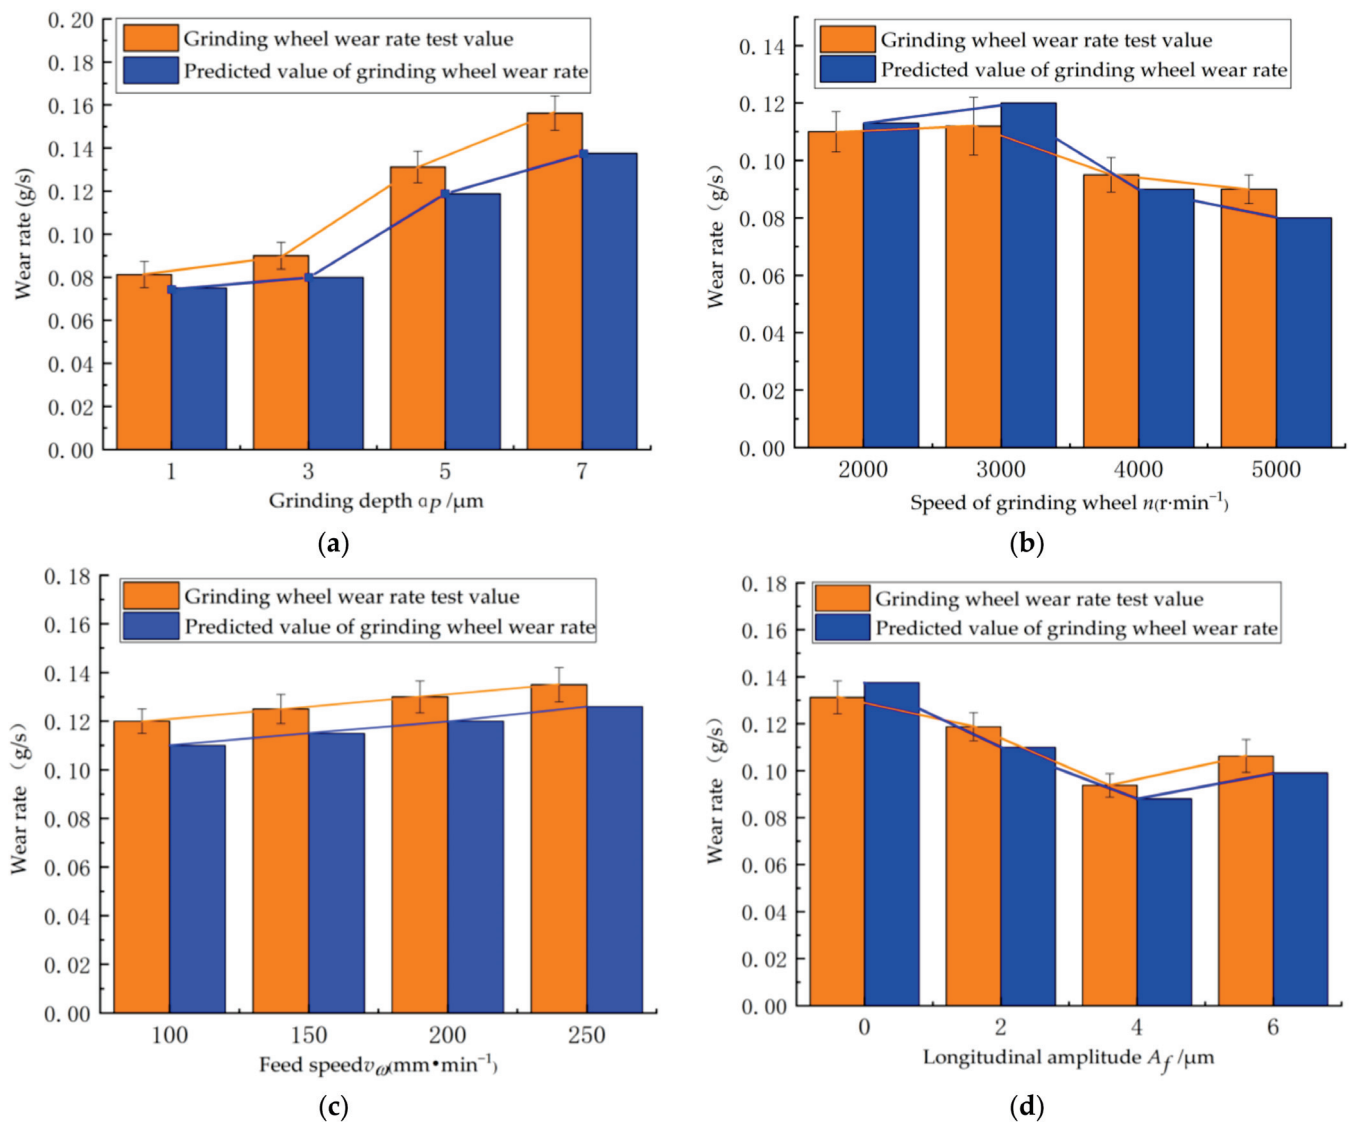 Grinding wheel wear rate test value
Predicted value of grinding wheel wear rate
0.20
0.18
0.16
0.14
0.12
0.10
0.08
0.06
0.04
0.02
0.00
Wear rate (g/s)
1 3 5 7
Grinding depth ɑp /μm
(a)
Grinding wheel wear rate test value
Predicted value of grinding wheel wear rate
0.14
0.12
0.10
0.08
0.06
0.04
0.02
0.00
Wear rate（g/s）
2000 3000 4000 5000
Speed of grinding wheel n(r·min⁻¹)
(b)
Grinding wheel wear rate test value
Predicted value of grinding wheel wear rate
0.18
0.16
0.14
0.12
0.10
0.08
0.06
0.04
0.02
0.00
Wear rate（g/s）
100 150 200 250
Feed speedvω(mm•min⁻¹)
(c)
Grinding wheel wear rate test value
Predicted value of grinding wheel wear rate
0.18
0.16
0.14
0.12
0.10
0.08
0.06
0.04
0.02
0.00
Wear rate（g/s）
0 2 4 6
Longitudinal amplitude Af /μm
(d)